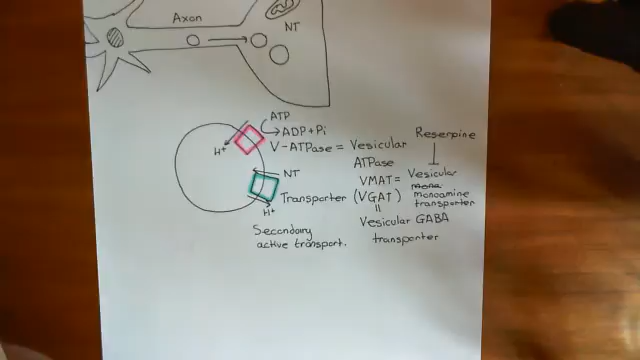 Axon
NT
ATP
ADP+Pi
H+
V-ATPase = Vesicular
ATPase
Reserpine
NT
VMAT = Vesicular
mono
monoamine
transporter
Transporter (VGAT)
H+
=
Vesicular GABA
transporter
Secondary
active transport.